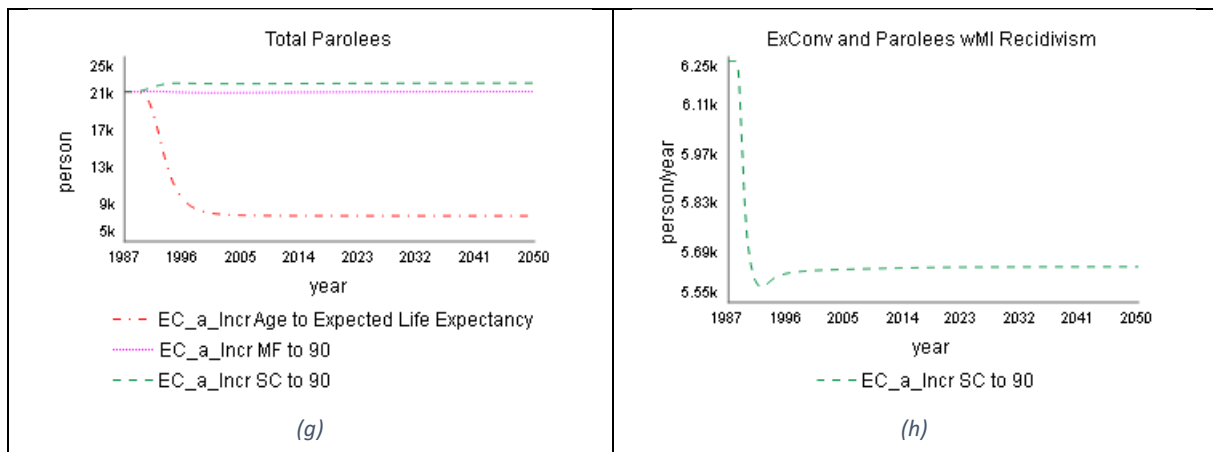 Total Parolees
25k
21k
17k
13k
9k
5k
person
1987 1996 2005 2014 2023 2032 2041 2050
year
EC_a_Incr Age to Expected Life Expectancy
EC_a_Incr MF to 90
EC_a_Incr SC to 90
(g)
ExConv and Parolees wMI Recidivism
6.25k
6.11k
5.97k
5.83k
5.69k
5.55k
person/year
1987 1996 2005 2014 2023 2032 2041 2050
year
EC_a_Incr SC to 90
(h)